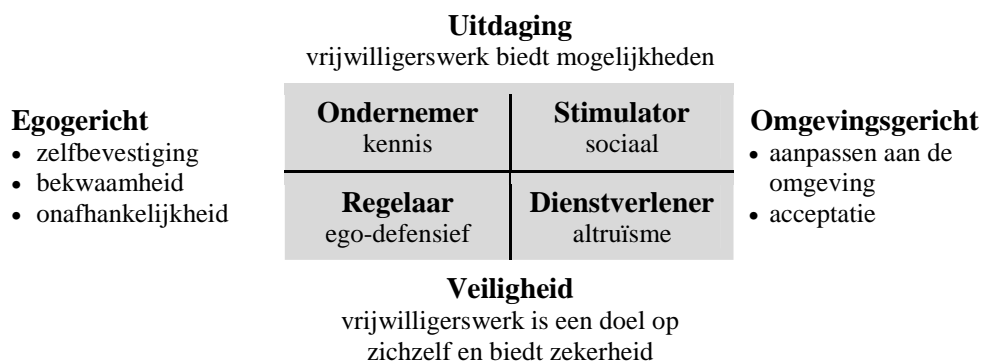 Uitdaging
vrijwilligerswerk biedt mogelijkheden
Egogericht
• zelfbevestiging
• bekwaamheid
• onafhankelijkheid
Ondernemer
kennis
Stimulator
sociaal
Regelaar
ego-defensief
Dienstverlener
altruïsme
Omgevingsgericht
• aanpassen aan de
omgeving
• acceptatie
Veiligheid
vrijwilligerswerk is een doel op
zichzelf en biedt zekerheid